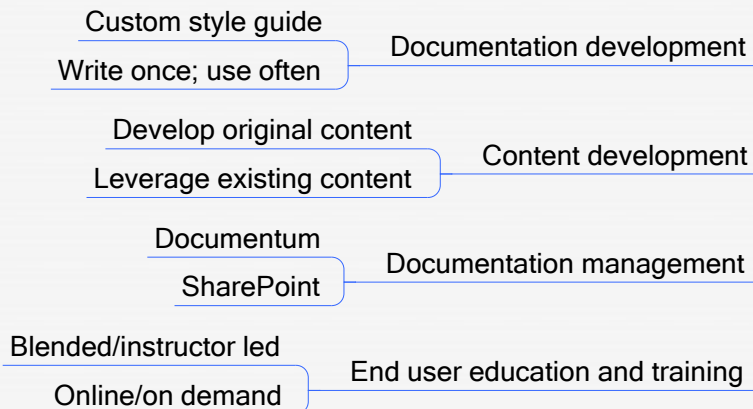 Custom style guide
Documentation development
Write once; use often
Develop original content
Content development
Leverage existing content
Documentum
Documentation management
SharePoint
Blended/instructor led
End user education and training
Online/on demand